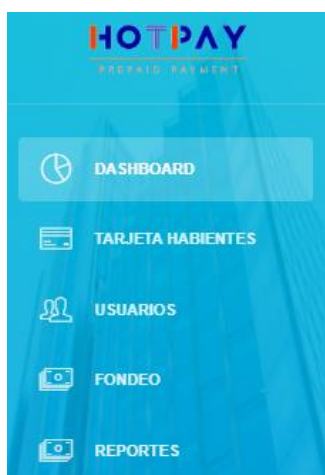 HOTPAY
PREPAID PAYMENT
DASHBOARD
TARJETA HABIENTES
USUARIOS
FONDEO
REPORTES